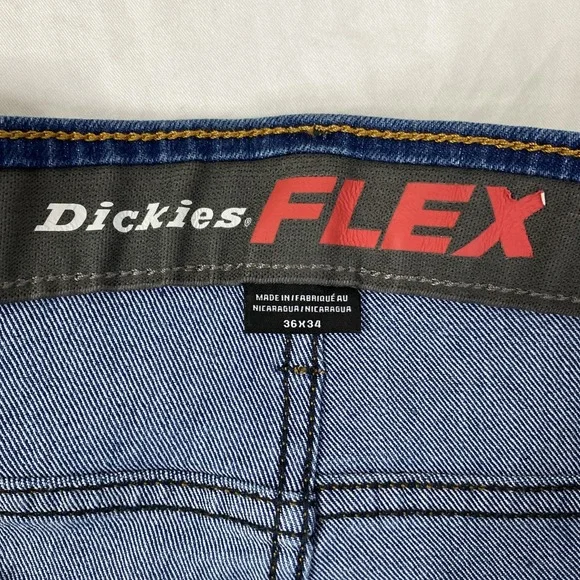 Dickies® FLEX
MADE IN / FABRIQUÉ AU
NICARAGUA / NICARAGUA
36X34